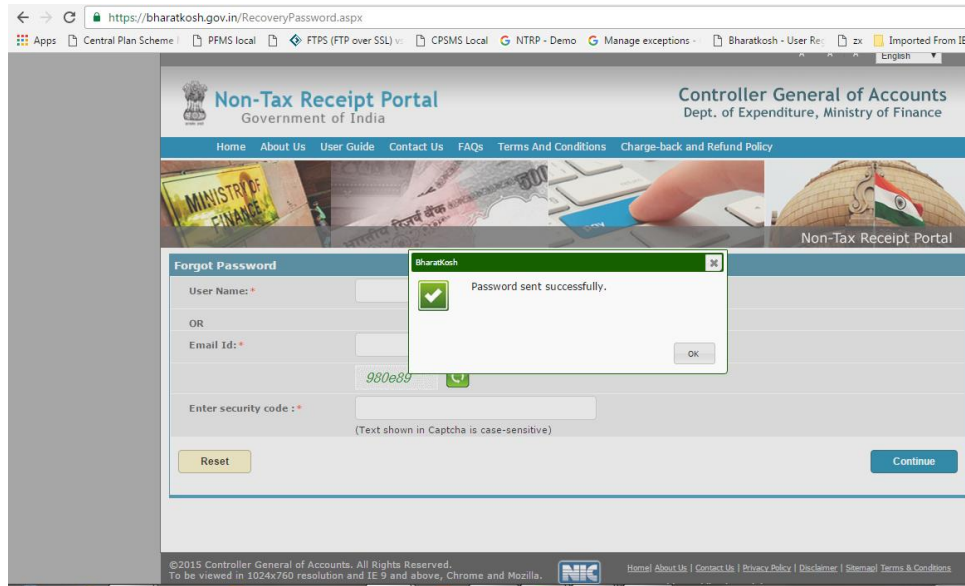 https://bharatkosh.gov.in/RecoveryPassword.aspx
Apps Central Plan Scheme PFMS local FTPS (FTP over SSL) CPSMS Local NTRP - Demo Manage exceptions - Bharatkosh - User Re zx Imported From IE
English
Non-Tax Receipt Portal
Government of India
Controller General of Accounts
Dept. of Expenditure, Ministry of Finance
Home About Us User Guide Contact Us FAQs Terms And Conditions Charge-back and Refund Policy
MINISTRY OF
FINANCE
भारतीय रिज़र्व बैंक
Non-Tax Receipt Portal
Forgot Password
BharatKosh
Password sent successfully.
OK
User Name: *
OR
Email Id: *
980e89
Enter security code : *
(Text shown in Captcha is case-sensitive)
Reset
Continue
©2015 Controller General of Accounts. All Rights Reserved.
To be viewed in 1024x760 resolution and IE 9 and above, Chrome and Mozilla.
NIC
Home| About Us | Contact Us | Privacy Policy | Disclaimer | Sitemap| Terms & Conditions